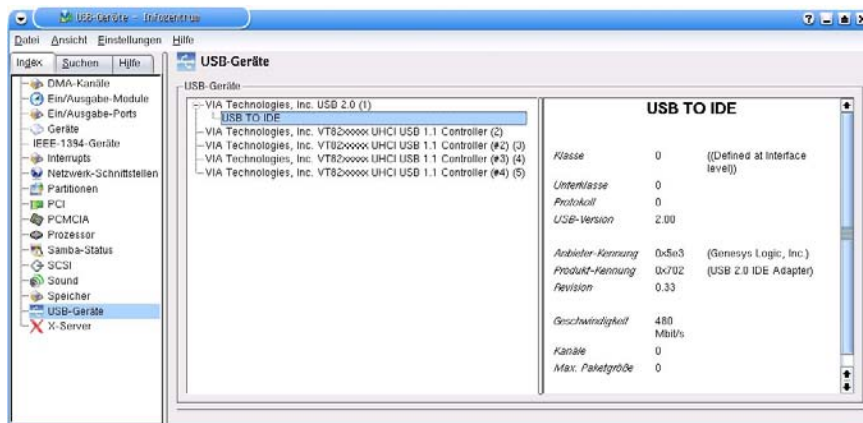 USB-Geräte - Infozentrum
Datei Ansicht Einstellungen Hilfe
Index Suchen Hilfe
DMA-Kanäle
Ein/Ausgabe-Module
Ein/Ausgabe-Ports
Geräte
IEEE-1394-Geräte
Interrupts
Netzwerk-Schnittstellen
Partitionen
PCI
PCMCIA
Prozessor
Samba-Status
SCSI
Sound
Speicher
USB-Geräte
X-Server
USB-Geräte
USB-Geräte
VIA Technologies, Inc. USB 2.0 (1)
USB TO IDE
VIA Technologies, Inc. VT82xxxxx UHCI USB 1.1 Controller (2)
VIA Technologies, Inc. VT82xxxxx UHCI USB 1.1 Controller (#2) (3)
VIA Technologies, Inc. VT82xxxxx UHCI USB 1.1 Controller (#3) (4)
VIA Technologies, Inc. VT82xxxxx UHCI USB 1.1 Controller (#4) (5)
USB TO IDE
Klasse 0 ((Defined at Interface
level))
Unterklasse 0
Protokoll 0
USB-Version 2.00
Anbieter-Kennung 0x5e3 (Genesys Logic, Inc.)
Produkt-Kennung 0x702 (USB 2.0 IDE Adapter)
Revision 0.33
Geschwindigkeit 480
Mbit/s
Kanäle 0
Max. Paketgröße 0